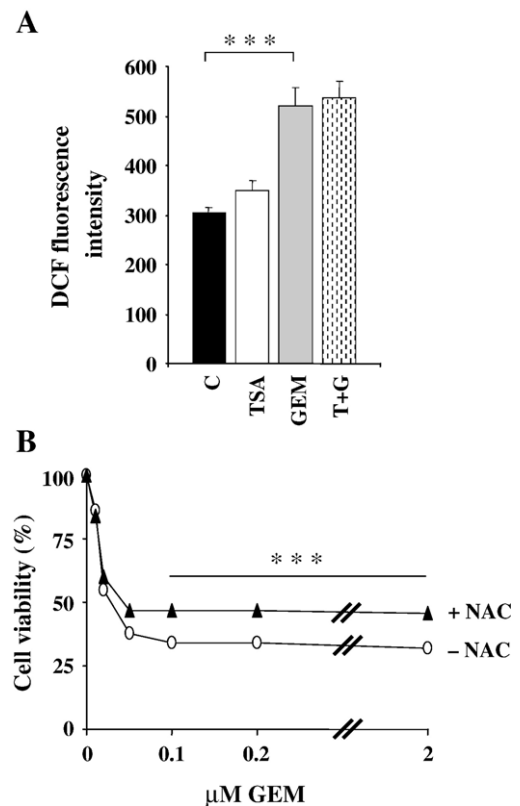 A
* * *
600
500
400
300
200
100
0
DCF fluorescence
intensity
C
TSA
GEM
T+G
B
100
75
50
25
0
Cell viability (%)
* * *
+ NAC
– NAC
0
0.1
0.2
2
μM GEM